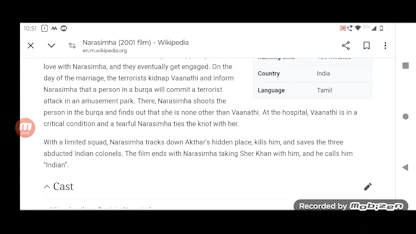 10:57
Narasimha (2001 film) - Wikipedia
en.m.wikipedia.org
love with Narasimha, and they eventually get engaged. On the
day of the marriage, the terrorists kidnap Vaanathi and inform
Narasimha that a person in a burqa will commit a terrorist
attack in an amusement park. There, Narasimha shoots the
person in the burqa and finds out that she is none other than Vaanathi. At the hospital, Vaanathi is in a
critical condition and a tearful Narasimha ties the knot with her.
Country India
Language Tamil
With a limited squad, Narasimha tracks down Akthar's hidden place, kills him, and saves the three
abducted Indian colonels. The film ends with Narasimha taking Sher Khan with him, and he calls him
"Indian".
Cast
Recorded by Mobizen